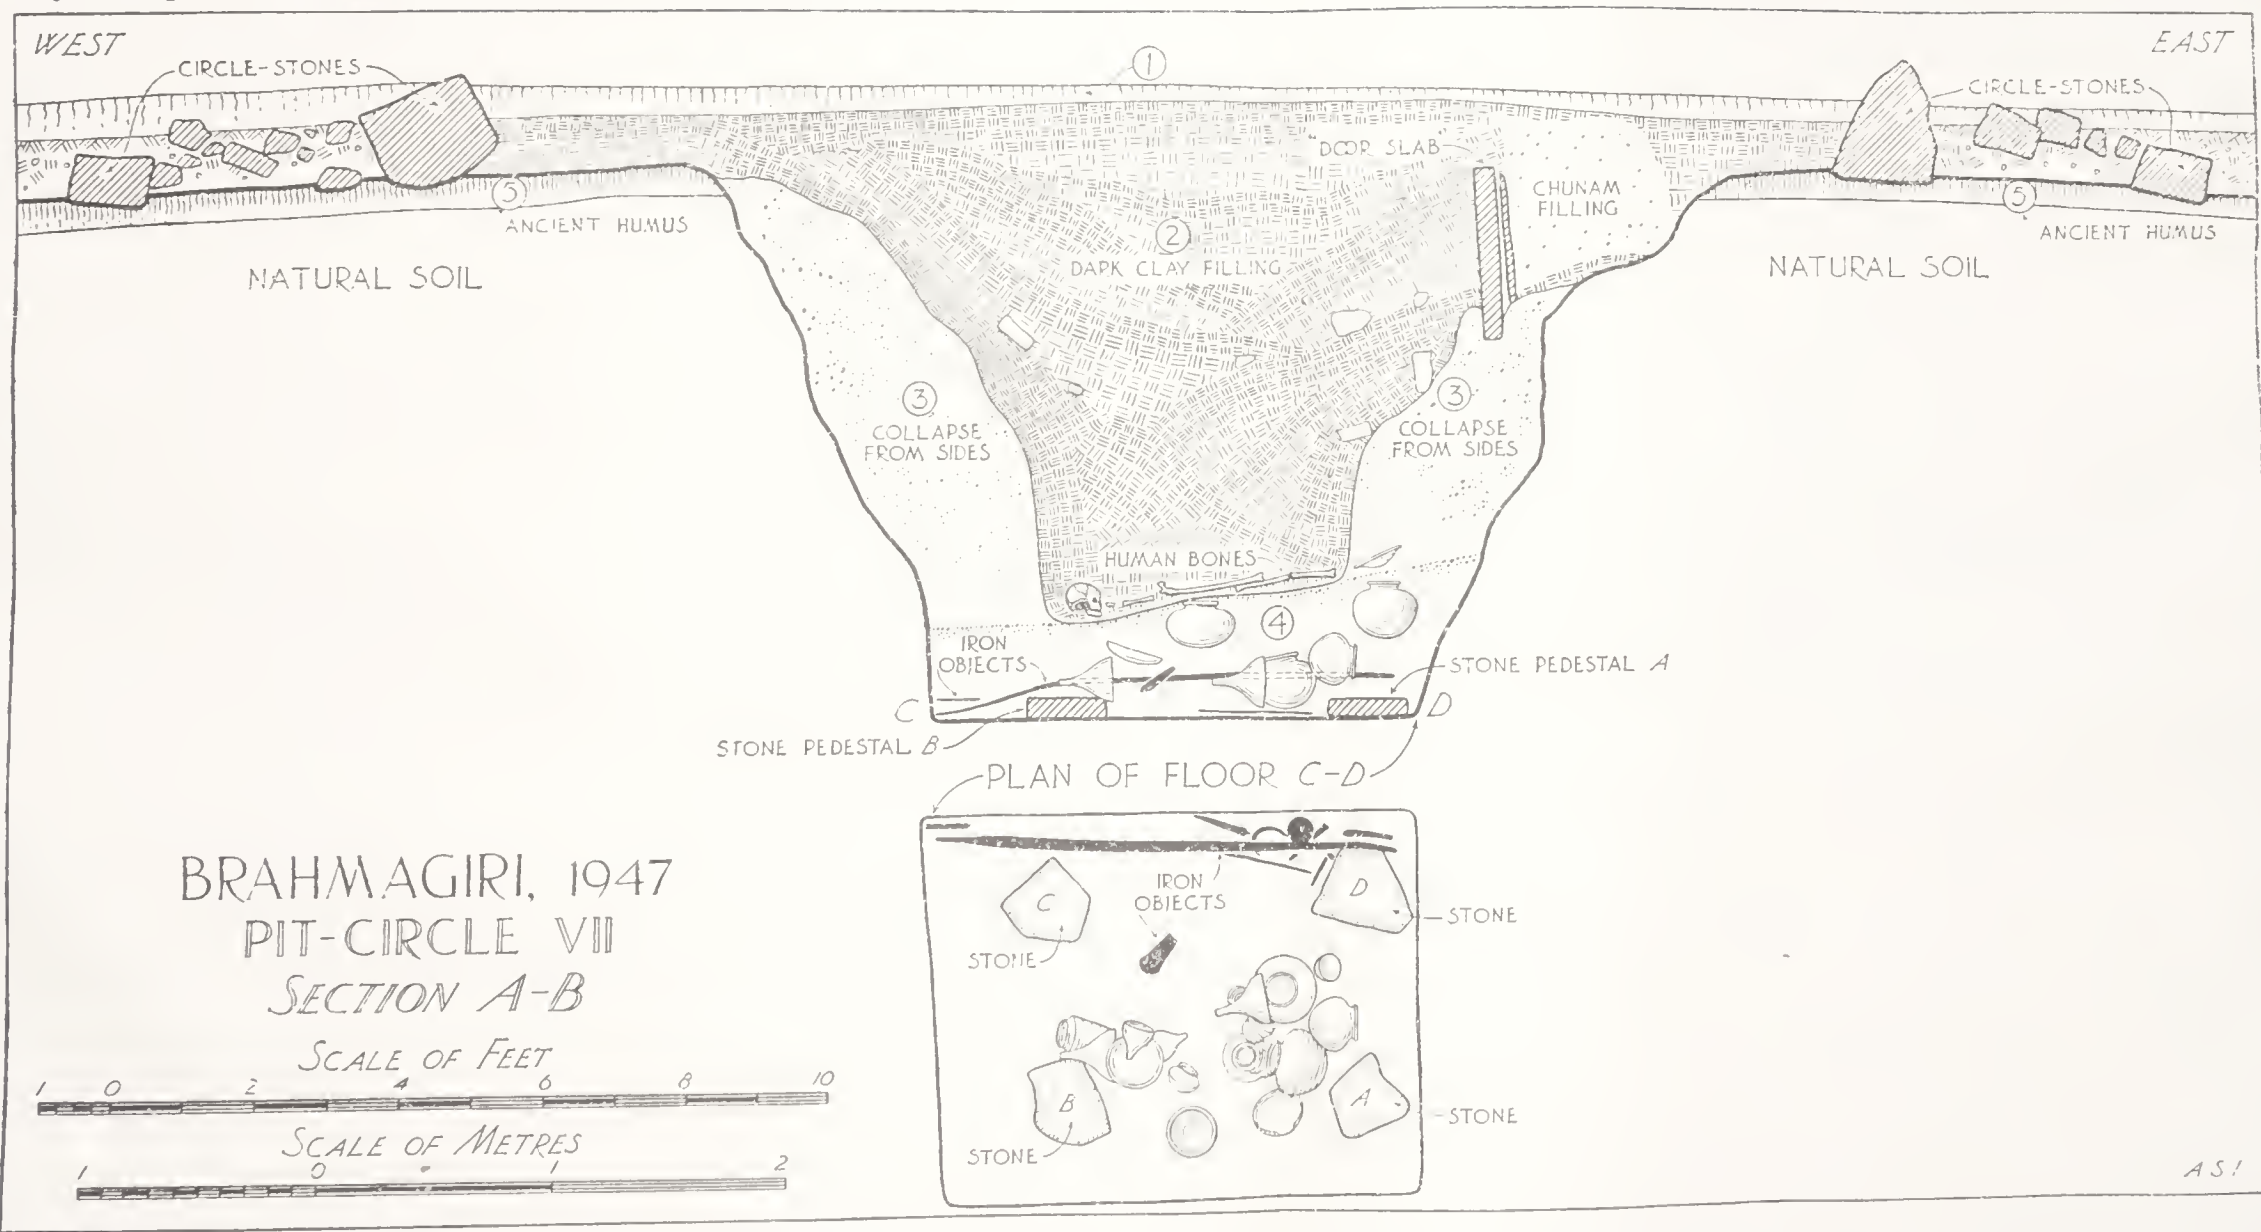 WEST
EAST
CIRCLE-STONES
1
CIRCLE-STONES
DOOR SLAB
CHUNAM
FILLING
5
ANCIENT HUMUS
2
DARK CLAY FILLING
5
ANCIENT HUMUS
NATURAL SOIL
NATURAL SOIL
3
COLLAPSE
FROM SIDES
3
COLLAPSE
FROM SIDES
HUMAN BONES
4
IRON
OBJECTS
STONE PEDESTAL A
C
D
STONE PEDESTAL B
PLAN OF FLOOR C-D
IRON
OBJECTS
C
D
STONE
STONE
B
A
STONE
STONE
BRAHMAGIRI, 1947
PIT-CIRCLE VII
SECTION A-B
SCALE OF FEET
1 0 2 4 6 8 10
SCALE OF METRES
1 0 1 2
A S I